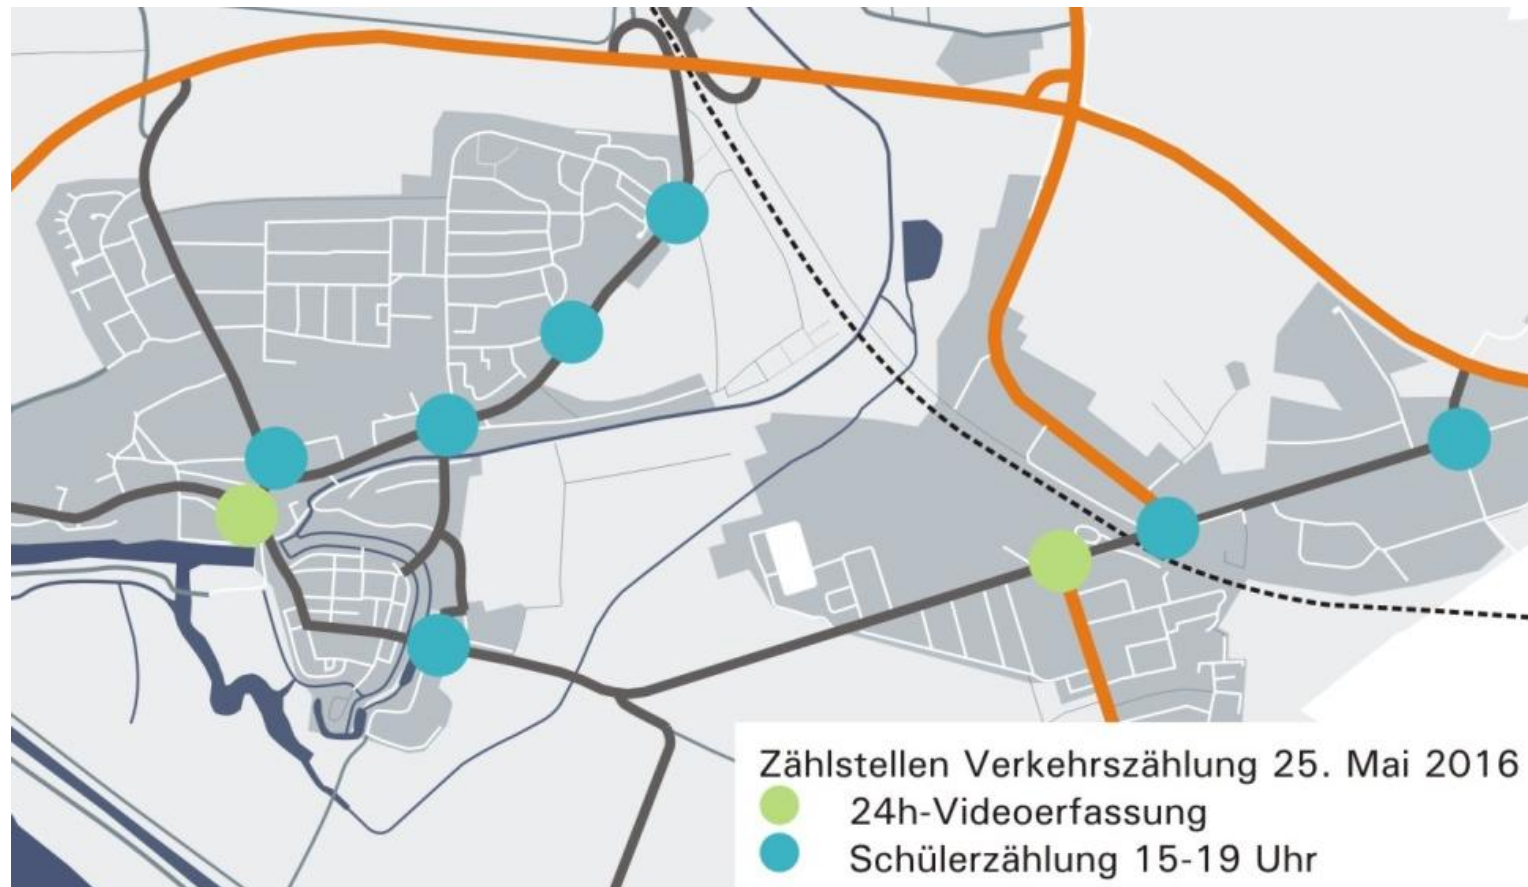 Zählstellen Verkehrszählung 25. Mai 2016
24h-Videoerfassung
Schülerzählung 15-19 Uhr